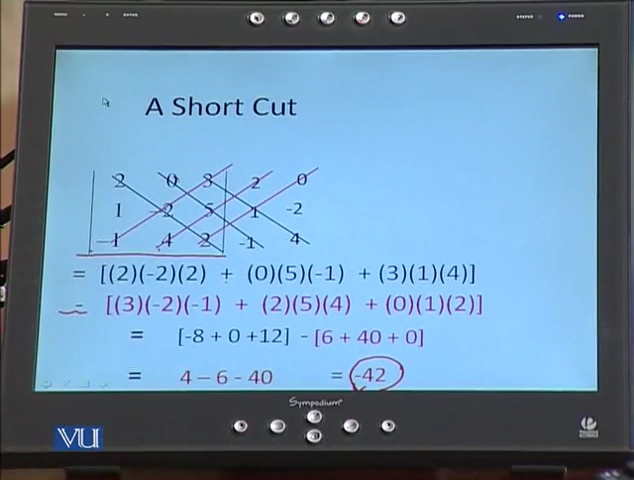 A Short Cut
2 0 3 2 0
1 -2 5 1 -2
-1 4 2 -1 4
= [(2)(-2)(2) + (0)(5)(-1) + (3)(1)(4)]
- [(3)(-2)(-1) + (2)(5)(4) + (0)(1)(2)]
= [-8 + 0 +12] - [6 + 40 + 0]
= 4 – 6 - 40 = -42
Sympodium
VU